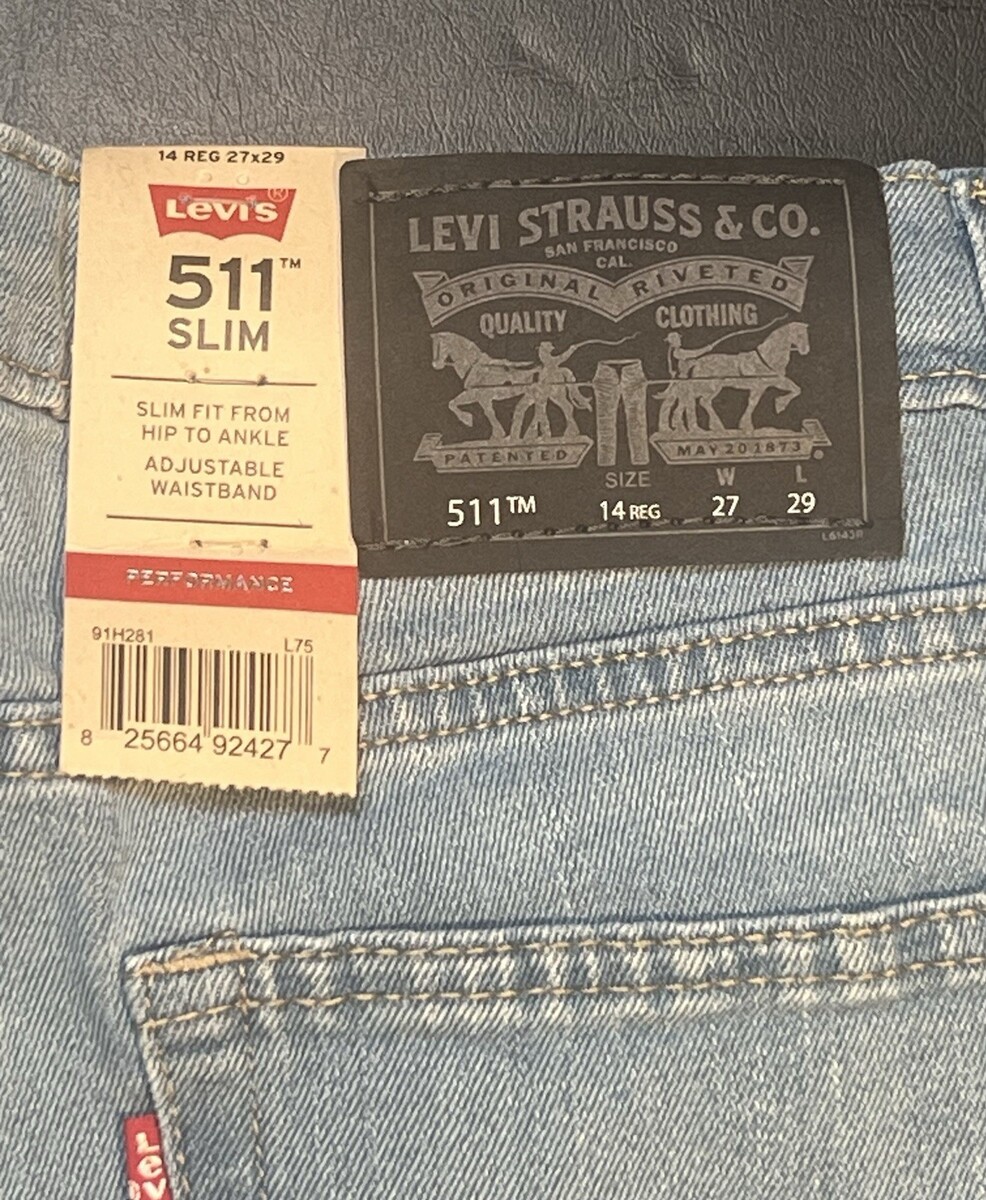 14 REG 27x29
Levi's®
511™
SLIM
SLIM FIT FROM
HIP TO ANKLE
ADJUSTABLE
WAISTBAND
PERFORMANCE
91H281
L75
8 25664 92427 7
LEVI STRAUSS & CO.
SAN FRANCISCO
CAL.
ORIGINAL RIVETED
QUALITY CLOTHING
PATENTED MAY 20 1873
SIZE W L
511™ 14 REG 27 29
Lev